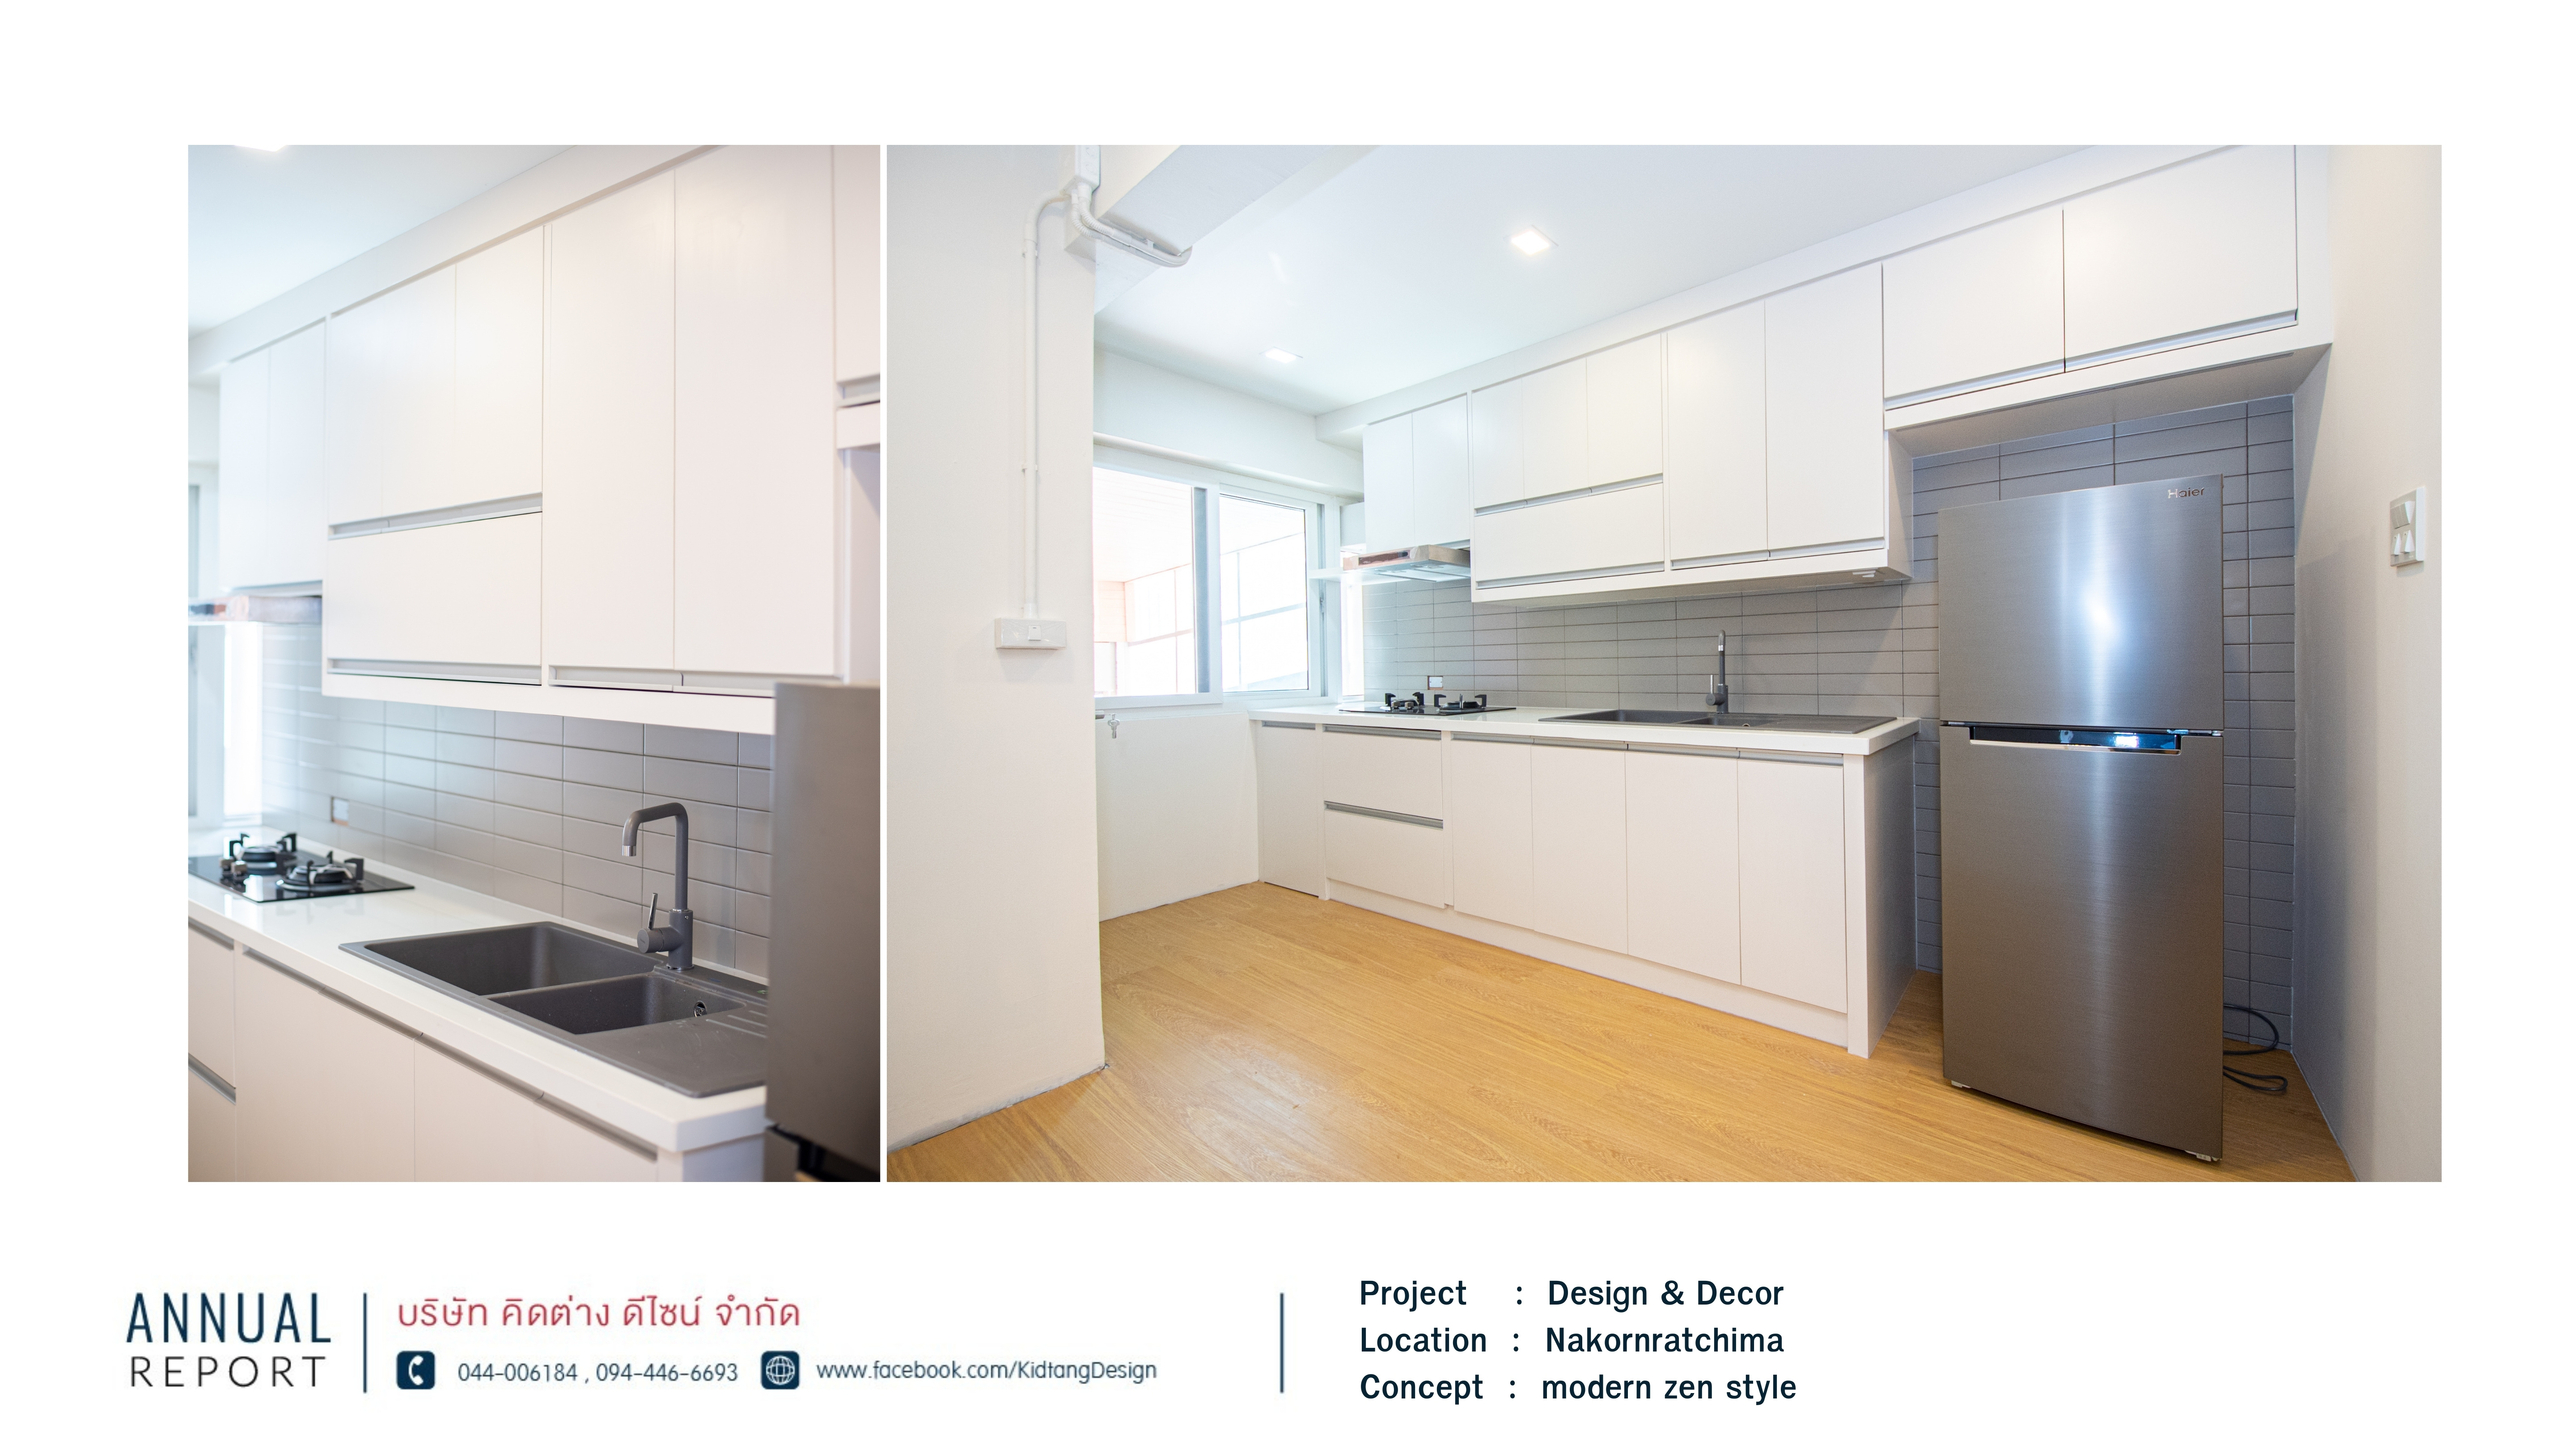 Haier
ANNUAL
REPORT
บริษัท คิดต่าง ดีไซน์ จำกัด
044-006184 , 094-446-6693 www.facebook.com/KidtangDesign
Project : Design & Decor
Location : Nakornratchima
Concept : modern zen style